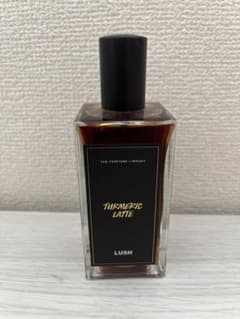 THE PERFUME LIBRARY
TURMERIC
LATTE
LUSH